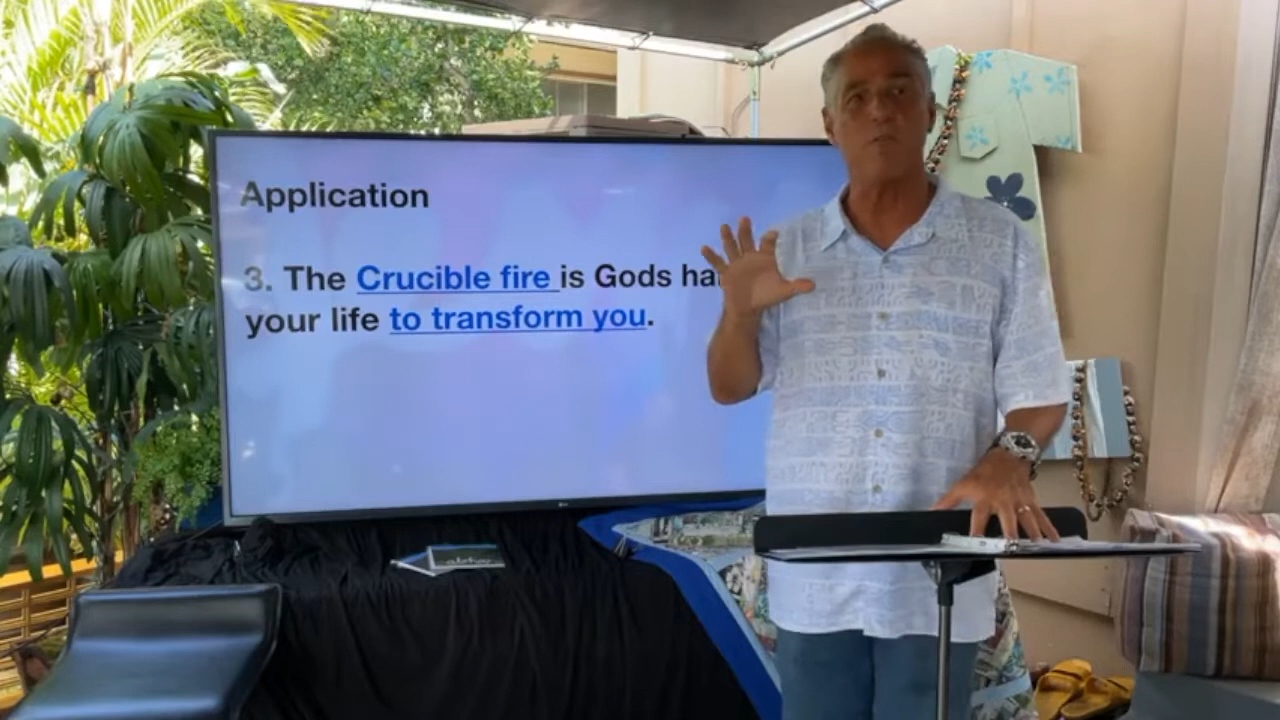 Application
3. The Crucible fire is Gods
your life to transform you.